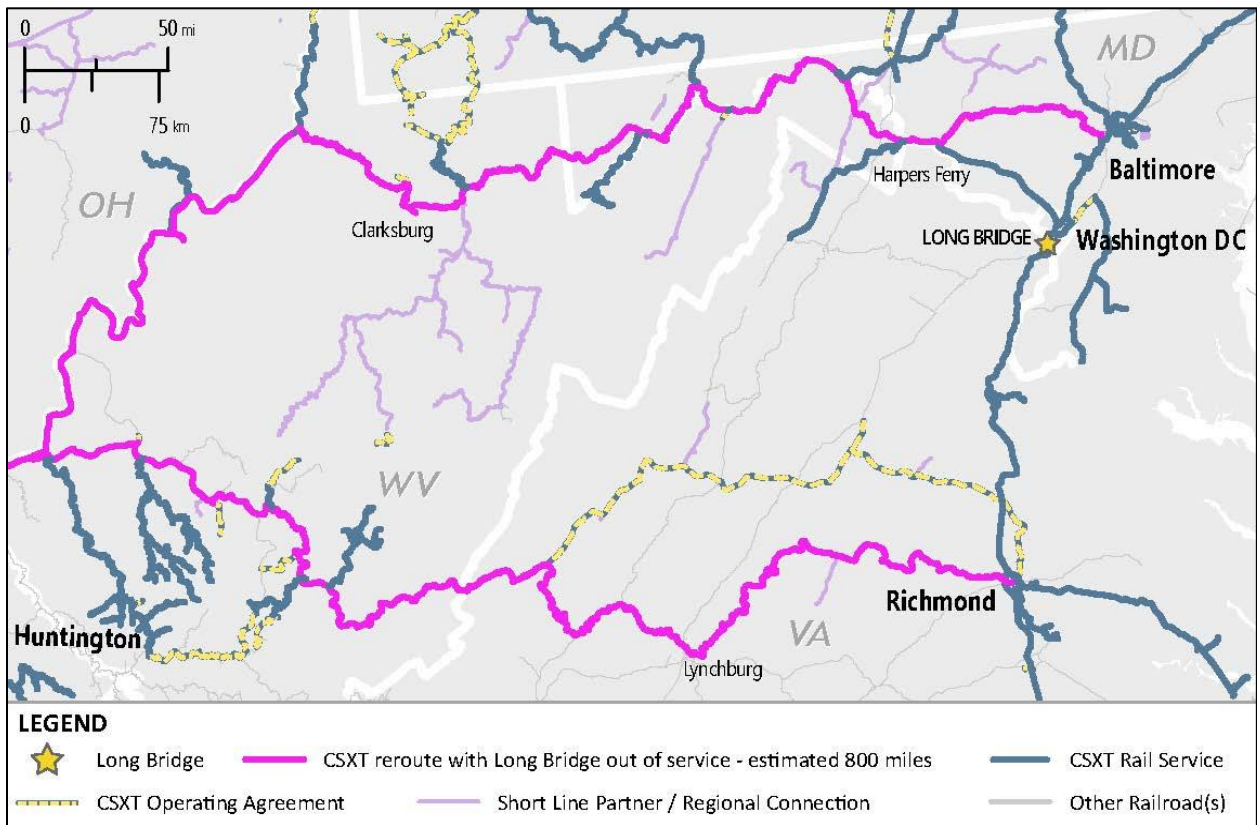 0 50 mi
0 75 km
MD
OH
Baltimore
Harpers Ferry
Clarksburg
LONG BRIDGE
Washington DC
WV
Richmond
Huntington
VA
Lynchburg
LEGEND
Long Bridge CSXT reroute with Long Bridge out of service - estimated 800 miles CSXT Rail Service
CSXT Operating Agreement Short Line Partner / Regional Connection Other Railroad(s)